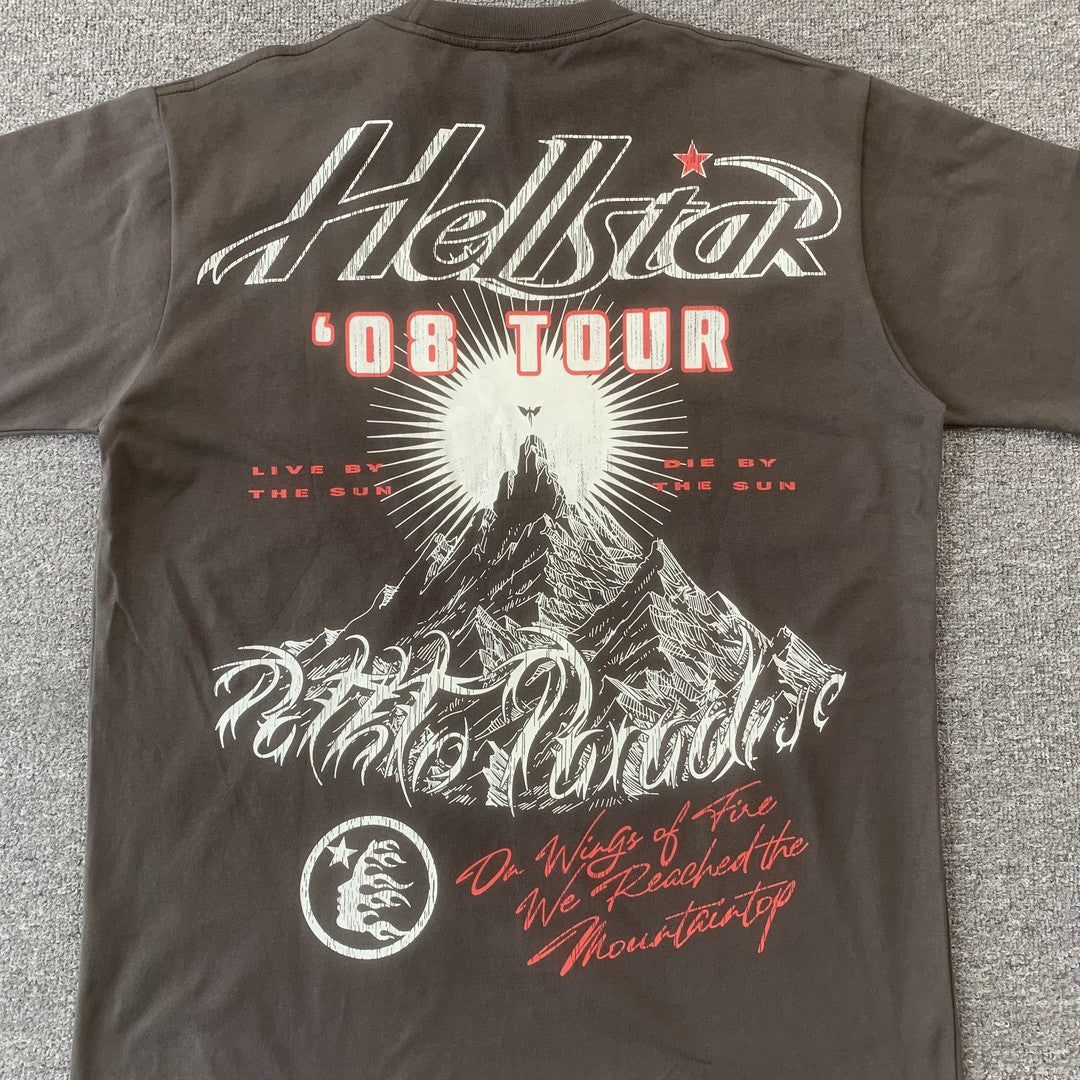 Hellstar
‘08 TOUR
LIVE BY
THE SUN
DIE BY
THE SUN
Path to Paradise
On Wings of Fire
We Reached the
Mountaintop